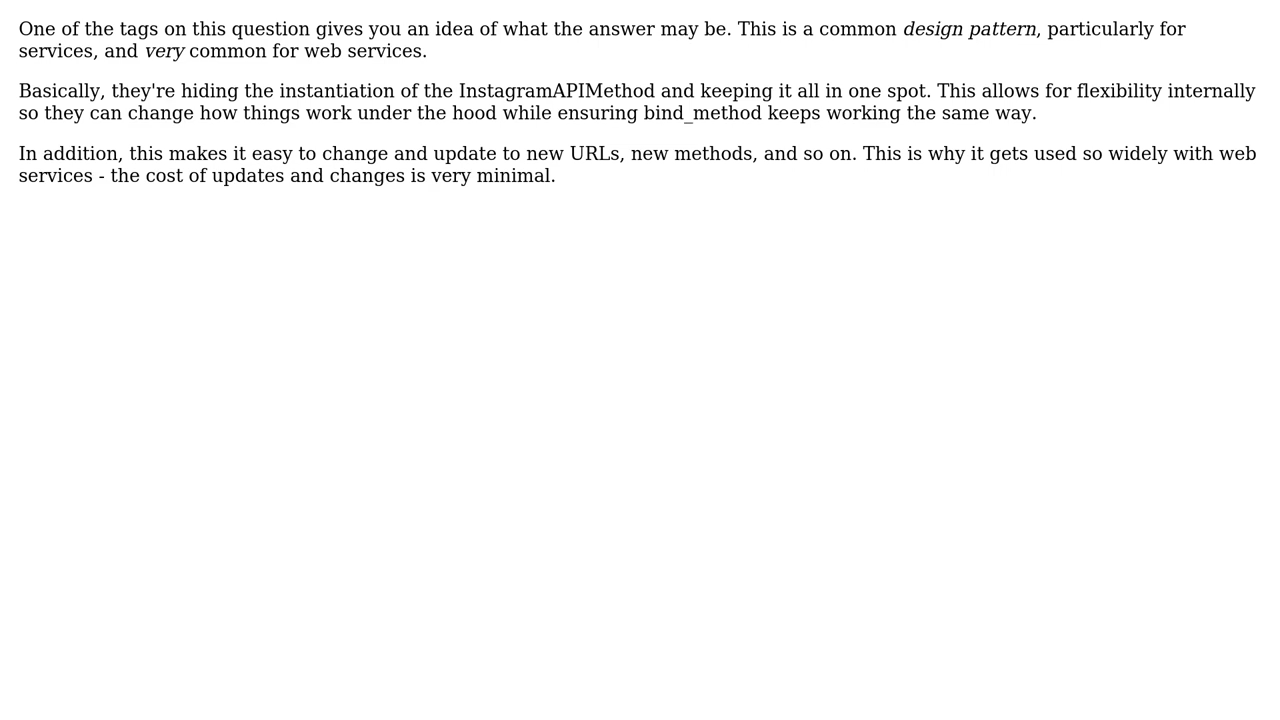 One of the tags on this question gives you an idea of what the answer may be. This is a common design pattern, particularly for
services, and very common for web services.
Basically, they're hiding the instantiation of the InstagramAPIMethod and keeping it all in one spot. This allows for flexibility internally
so they can change how things work under the hood while ensuring bind_method keeps working the same way.
In addition, this makes it easy to change and update to new URLs, new methods, and so on. This is why it gets used so widely with web
services - the cost of updates and changes is very minimal.